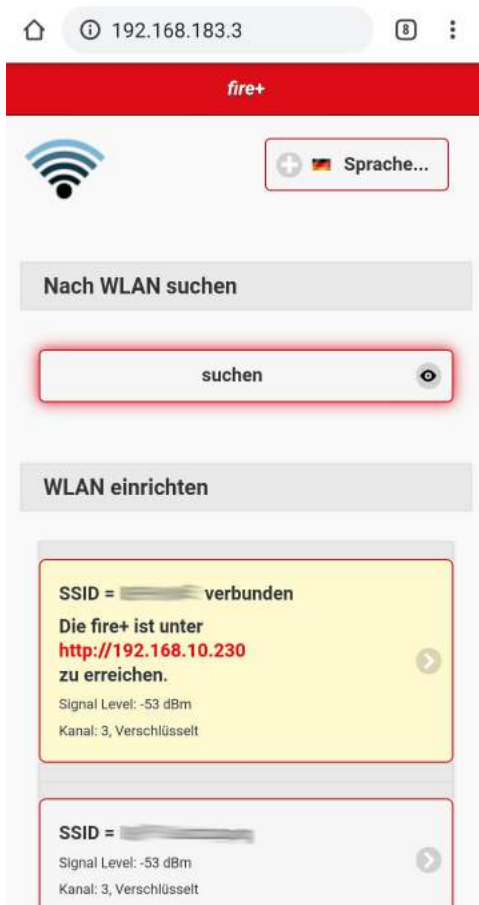 192.168.183.3
8
fire+
Sprache...
Nach WLAN suchen
suchen
WLAN einrichten
SSID = verbunden
Die fire+ ist unter
http://192.168.10.230
zu erreichen.
Signal Level: -53 dBm
Kanal: 3, Verschlüsselt
SSID =
Signal Level: -53 dBm
Kanal: 3, Verschlüsselt